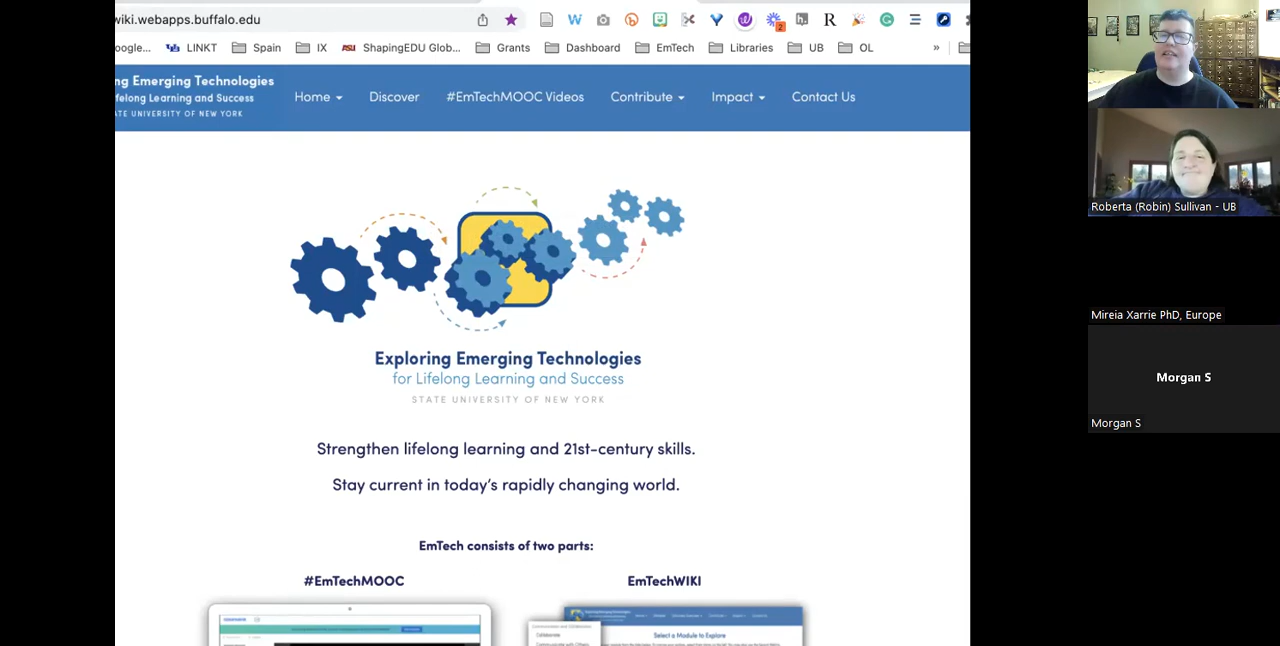 wiki.webapps.buffalo.edu
2
oogle... LINKT Spain IX ASU ShapingEDU Glob... Grants Dashboard EmTech Libraries UB OL »
ng Emerging Technologies
ifelong Learning and Success
ATE UNIVERSITY OF NEW YORK
Home Discover #EmTechMOOC Videos Contribute Impact Contact Us
Exploring Emerging Technologies
for Lifelong Learning and Success
STATE UNIVERSITY OF NEW YORK
Strengthen lifelong learning and 21st-century skills.
Stay current in today's rapidly changing world.
EmTech consists of two parts:
#EmTechMOOC EmTechWIKI
Select a Module to Explore
Roberta (Robin) Sullivan - UB
Mireia Xarrie PhD, Europe
Morgan S
Morgan S